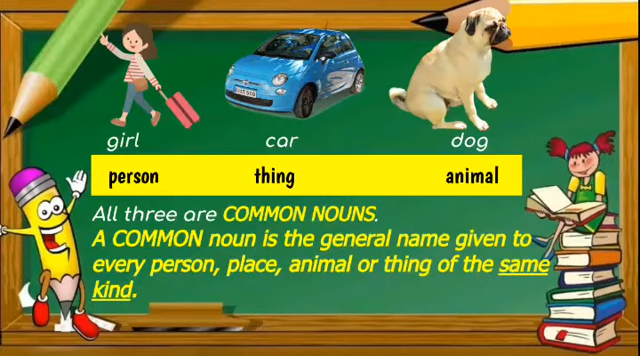 girl car dog
person thing animal
All three are COMMON NOUNS.
A COMMON noun is the general name given to
every person, place, animal or thing of the same
kind.